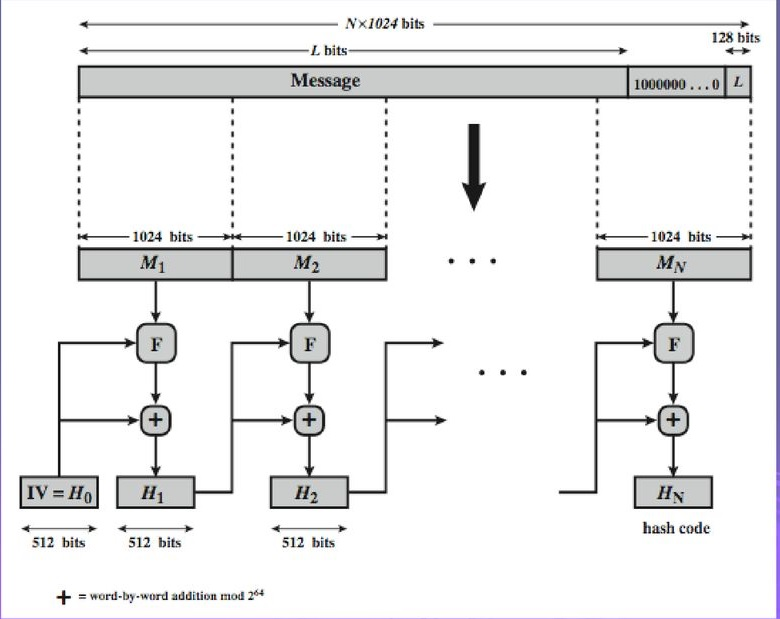 N×1024 bits
128 bits
L bits
Message
1000000 . . . 0
L
1024 bits
1024 bits
1024 bits
M1
M2
. . .
MN
F
F
F
. . .
+
+
+
IV = H0
H1
H2
HN
hash code
512 bits
512 bits
512 bits
+ = word-by-word addition mod 2^64